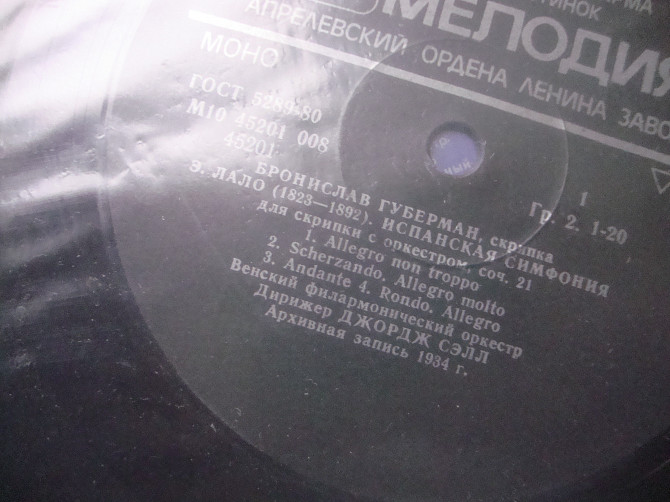 РМА
ТИНОК
МЕЛОДИЯ
АПРЕЛЕВСКИЙ ОРДЕНА ЛЕНИНА ЗАВО
МОНО
ГОСТ 5289-80
М10 45201 008
45201
1
Гр. 2. 1-20
БРОНИСЛАВ ГУБЕРМАН, скрипка
Э. ЛАЛО (1823—1892). ИСПАНСКАЯ СИМФОНИЯ
для скрипки с оркестром, соч. 21
1. Allegro non troppo
2. Scherzando. Allegro molto
3. Andante 4. Rondo. Allegro
Венский филармонический оркестр
Дирижер ДЖОРДЖ СЭЛЛ
Архивная запись 1934 г.